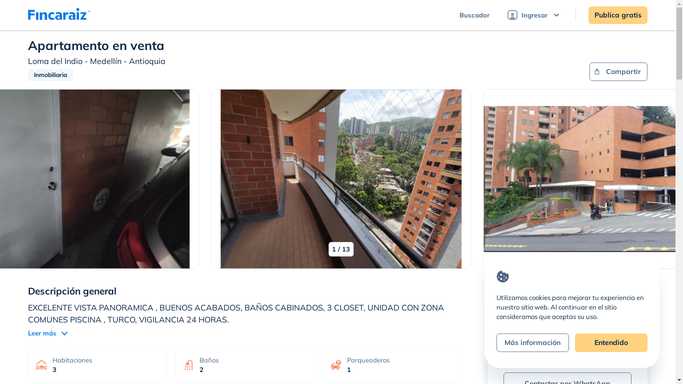 Fincaraiz
Buscador
Ingresar
Publica gratis
Apartamento en venta
Loma del Indio - Medellín - Antioquia
Inmobiliaria
Compartir
1 / 13
Descripción general
EXCELENTE VISTA PANORAMICA , BUENOS ACABADOS, BAÑOS CABINADOS, 3 CLOSET, UNIDAD CON ZONA
COMUNES PISCINA , TURCO, VIGILANCIA 24 HORAS.
Leer más
Habitaciones
3
Baños
2
Parqueaderos
1
Utilizamos cookies para mejorar tu experiencia en
nuestro sitio web. Al continuar en el sitio
consideramos que aceptas su uso.
Más información
Entendido
Contactar por WhatsApp